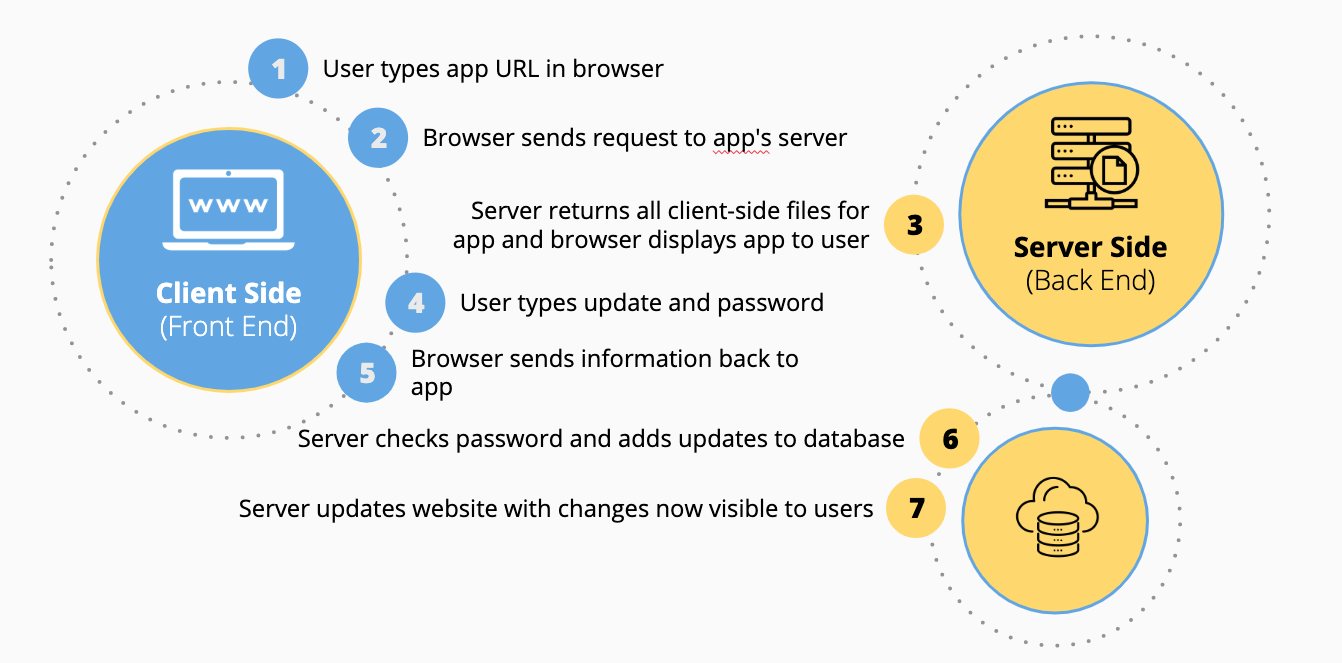 1
User types app URL in browser
2
Browser sends request to app's server
www
Client Side
(Front End)
Server returns all client-side files for
app and browser displays app to user
3
Server Side
(Back End)
4
User types update and password
5
Browser sends information back to
app
Server checks password and adds updates to database
6
Server updates website with changes now visible to users
7